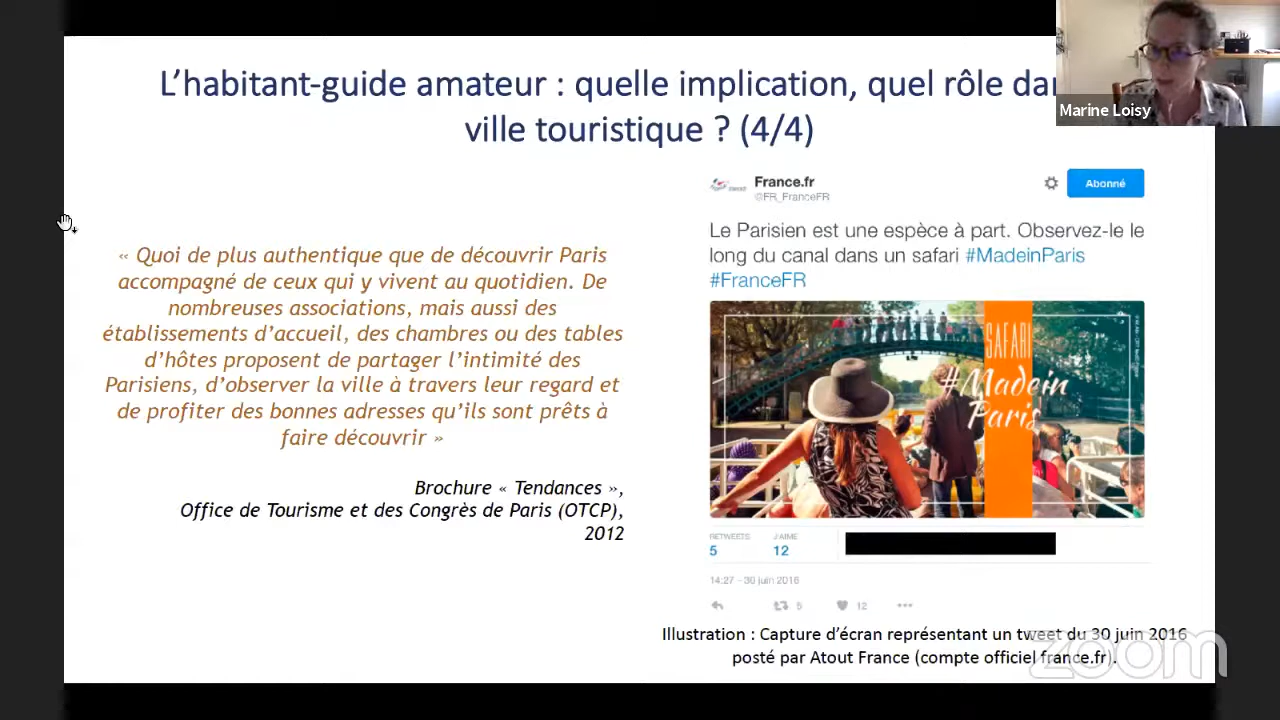 L'habitant-guide amateur : quelle implication, quel rôle
ville touristique ? (4/4)
Marine Loisy
« Quoi de plus authentique que de découvrir Paris
accompagné de ceux qui y vivent au quotidien. De
nombreuses associations, mais aussi des
établissements d'accueil, des chambres ou des tables
d'hôtes proposent de partager l'intimité des
Parisiens, d'observer la ville à travers leur regard et
de profiter des bonnes adresses qu'ils sont prêts à
faire découvrir »
Brochure « Tendances »,
Office de Tourisme et des Congrès de Paris (OTCP),
2012
France.fr
@FR_FranceFR
Abonné
Le Parisien est une espèce à part. Observez-le le
long du canal dans un safari #MadeinParis
#FranceFR
SAFARI
#Madein
Paris
RETWEETS
5
J'AIME
12
14:27 - 30 juin 2016
5
12
Illustration : Capture d'écran représentant un tweet du 30 juin 2016
posté par Atout France (compte officiel france.fr).
zoom